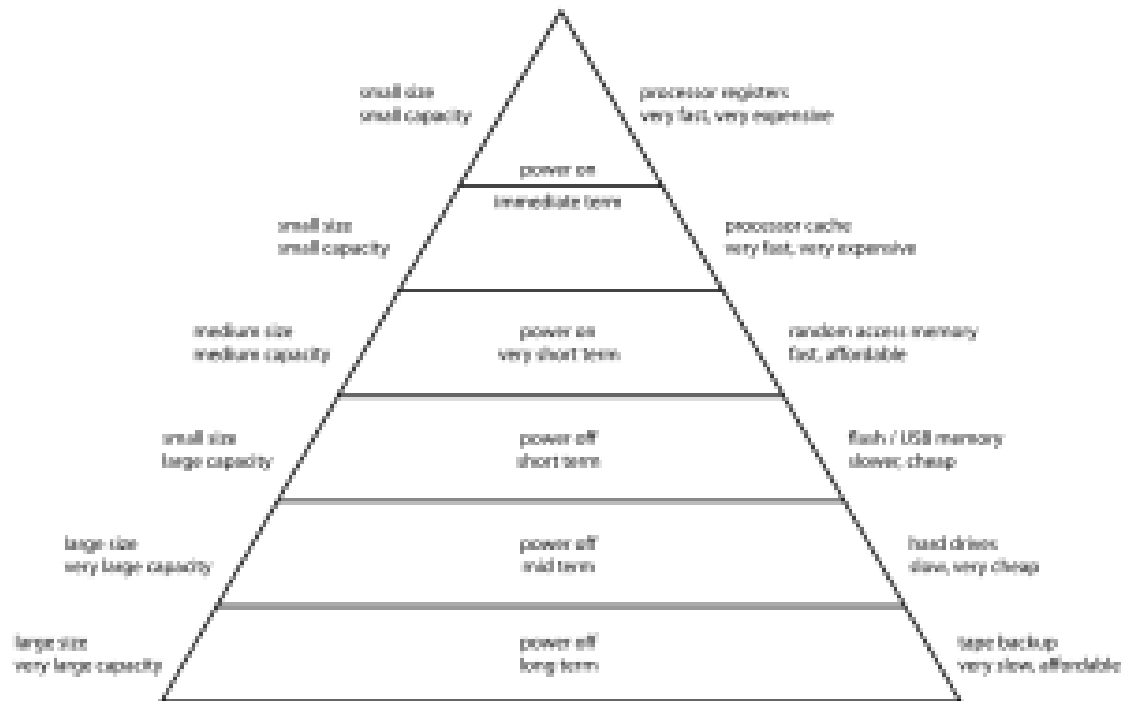 small size
small capacity
processor registers
very fast, very expensive
power on
immediate term
small size
small capacity
processor cache
very fast, very expensive
medium size
medium capacity
power on
very short term
random access memory
fast, affordable
small size
large capacity
power off
short term
flash / USB memory
slower, cheap
large size
very large capacity
power off
mid term
hard drives
slow, very cheap
large size
very large capacity
power off
long term
tape backup
very slow, affordable